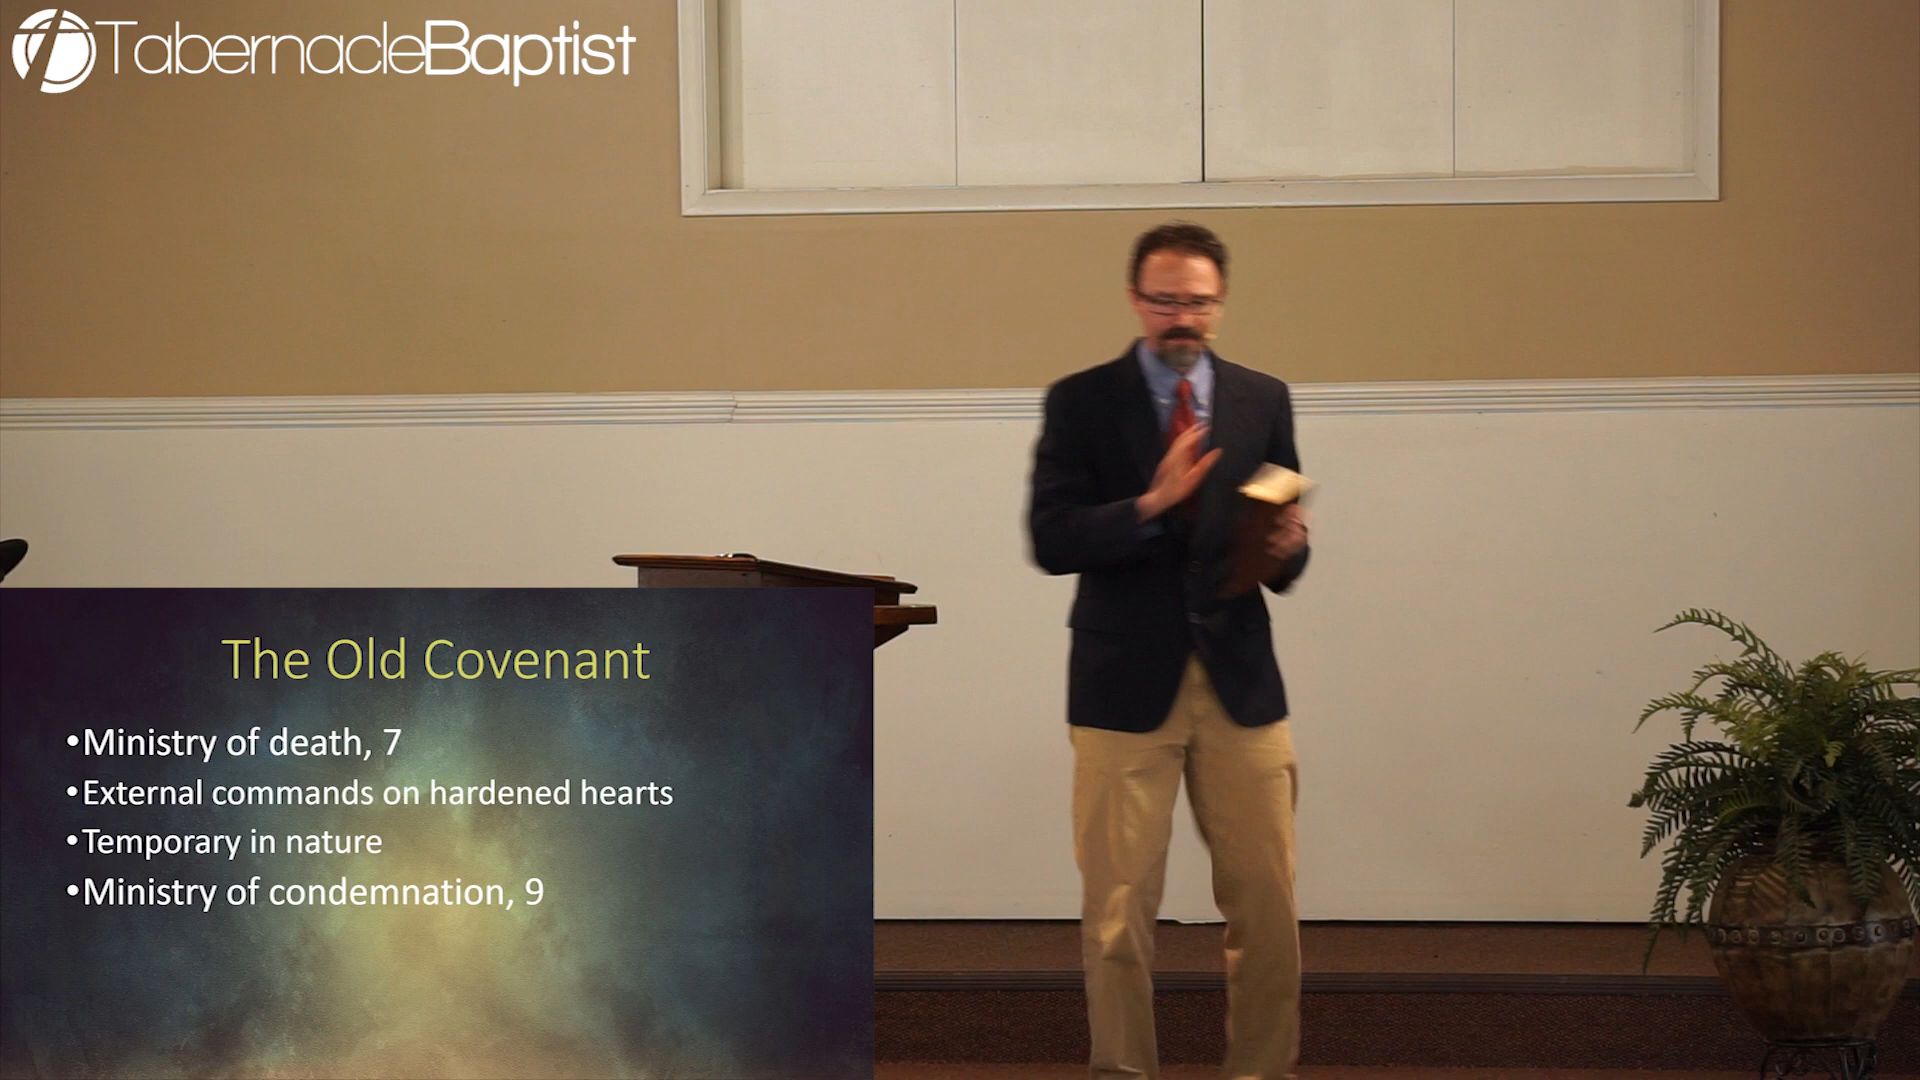 TabernacleBaptist
The Old Covenant
•Ministry of death, 7
•External commands on hardened hearts
•Temporary in nature
•Ministry of condemnation, 9